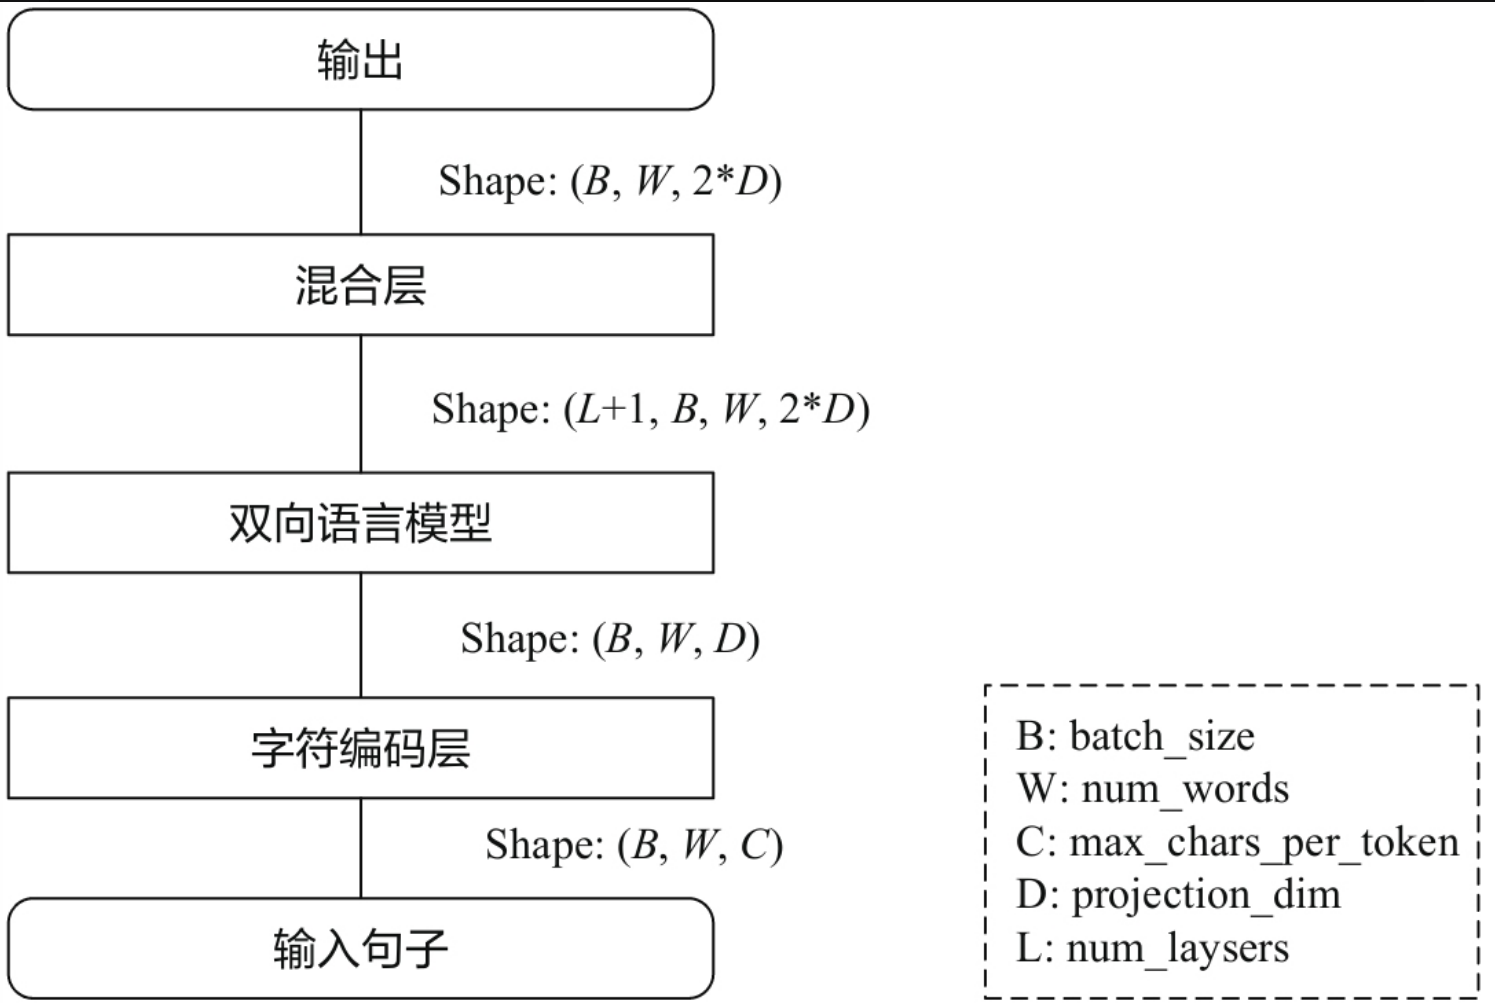 输出
Shape: (B, W, 2*D)
混合层
Shape: (L+1, B, W, 2*D)
双向语言模型
Shape: (B, W, D)
字符编码层
Shape: (B, W, C)
输入句子
B: batch_size
W: num_words
C: max_chars_per_token
D: projection_dim
L: num_laysers